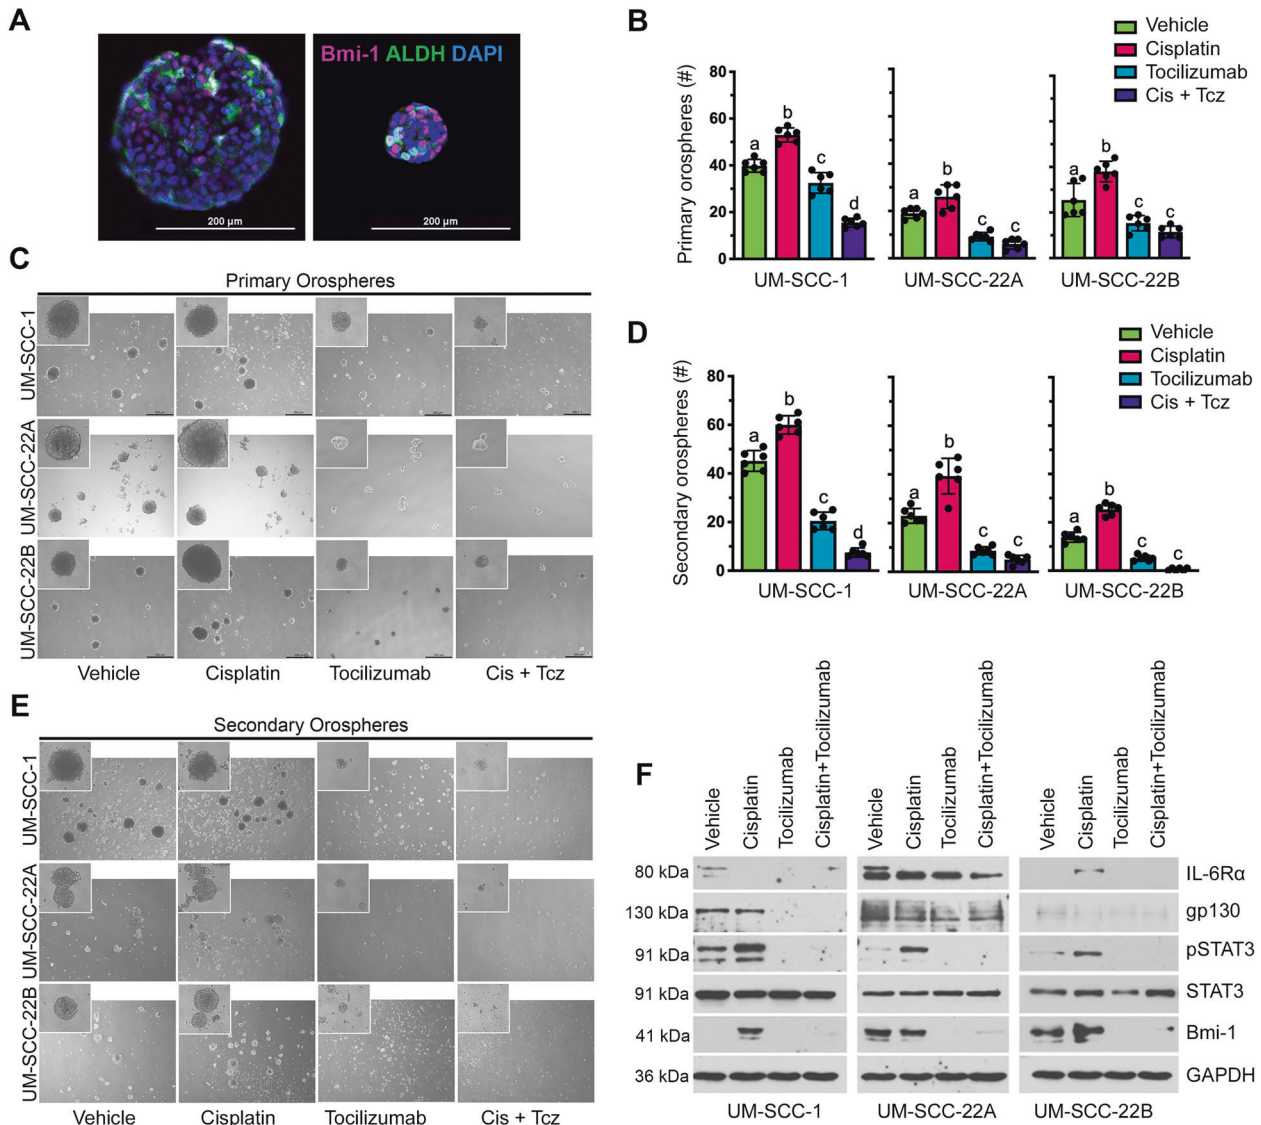 A
Bmi-1 ALDH DAPI
200 µm
200 µm
B
Vehicle
Cisplatin
Tocilizumab
Cis + Tcz
Primary orospheres (#)
80
60
40
20
0
a
b
c
d
a
b
c
c
a
b
c
c
UM-SCC-1
UM-SCC-22A
UM-SCC-22B
C
Primary Orospheres
UM-SCC-1
UM-SCC-22A
UM-SCC-22B
Vehicle
Cisplatin
Tocilizumab
Cis + Tcz
D
Vehicle
Cisplatin
Tocilizumab
Cis + Tcz
Secondary orospheres (#)
80
60
40
20
0
a
b
c
d
a
b
c
c
a
b
c
c
UM-SCC-1
UM-SCC-22A
UM-SCC-22B
E
Secondary Orospheres
UM-SCC-1
UM-SCC-22A
UM-SCC-22B
Vehicle
Cisplatin
Tocilizumab
Cis + Tcz
F
Vehicle
Cisplatin
Tocilizumab
Cisplatin+Tocilizumab
Vehicle
Cisplatin
Tocilizumab
Cisplatin+Tocilizumab
Vehicle
Cisplatin
Tocilizumab
Cisplatin+Tocilizumab
80 kDa
IL-6Rα
130 kDa
gp130
91 kDa
pSTAT3
91 kDa
STAT3
41 kDa
Bmi-1
36 kDa
GAPDH
UM-SCC-1
UM-SCC-22A
UM-SCC-22B